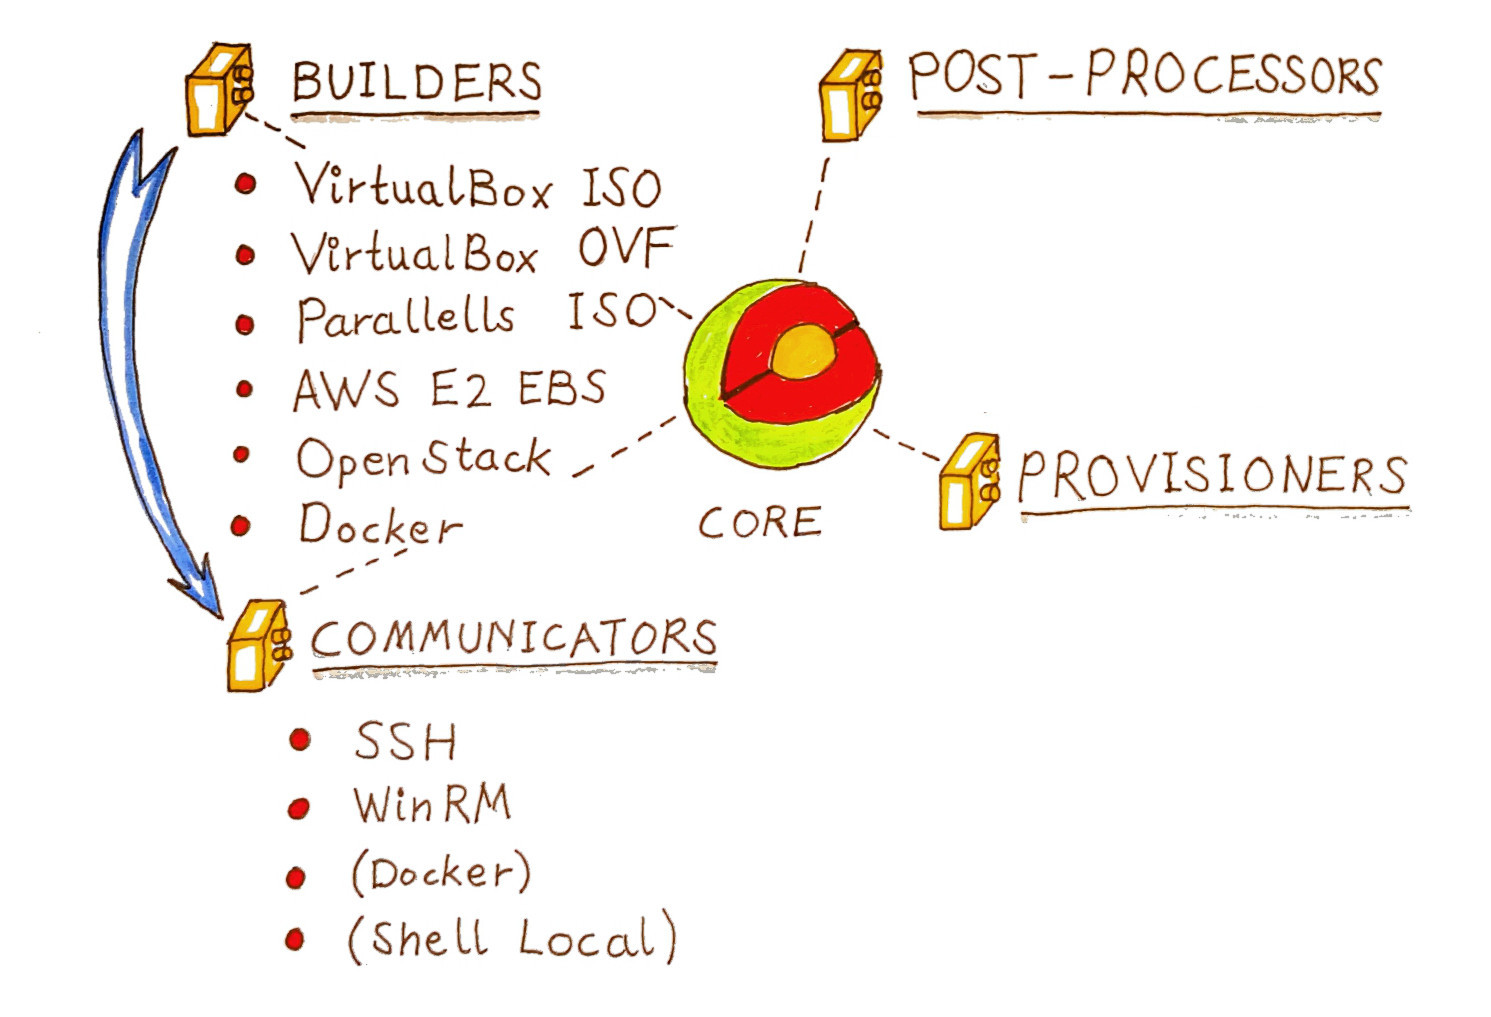 BUILDERS
VirtualBox ISO
VirtualBox OVF
Parallells ISO
AWS E2 EBS
OpenStack
Docker
COMMUNICATORS
SSH
WinRM
(Docker)
(Shell Local)
CORE
POST-PROCESSORS
PROVISIONERS